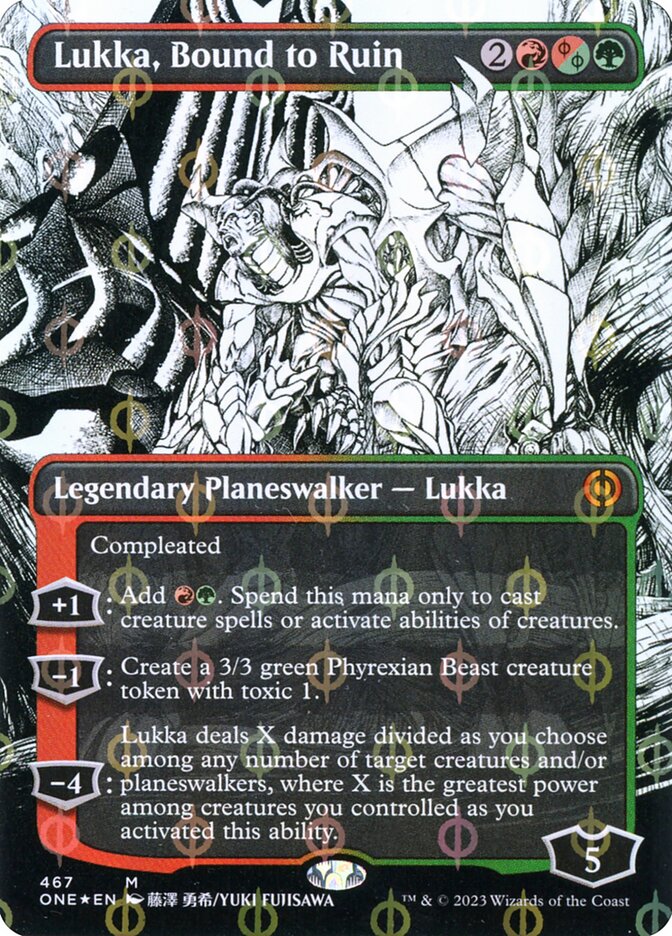 Lukka, Bound to Ruin 2
Legendary Planeswalker — Lukka
Compleated
+1: Add . Spend this mana only to cast
creature spells or activate abilities of creatures.
−1: Create a 3/3 green Phyrexian Beast creature
token with toxic 1.
Lukka deals X damage divided as you choose
among any number of target creatures and/or
−4: planeswalkers, where X is the greatest power
among creatures you controlled as you
activated this ability.
5
467 M
ONE★EN 藤澤 勇希/YUKI FUJISAWA
™ & © 2023 Wizards of the Coast